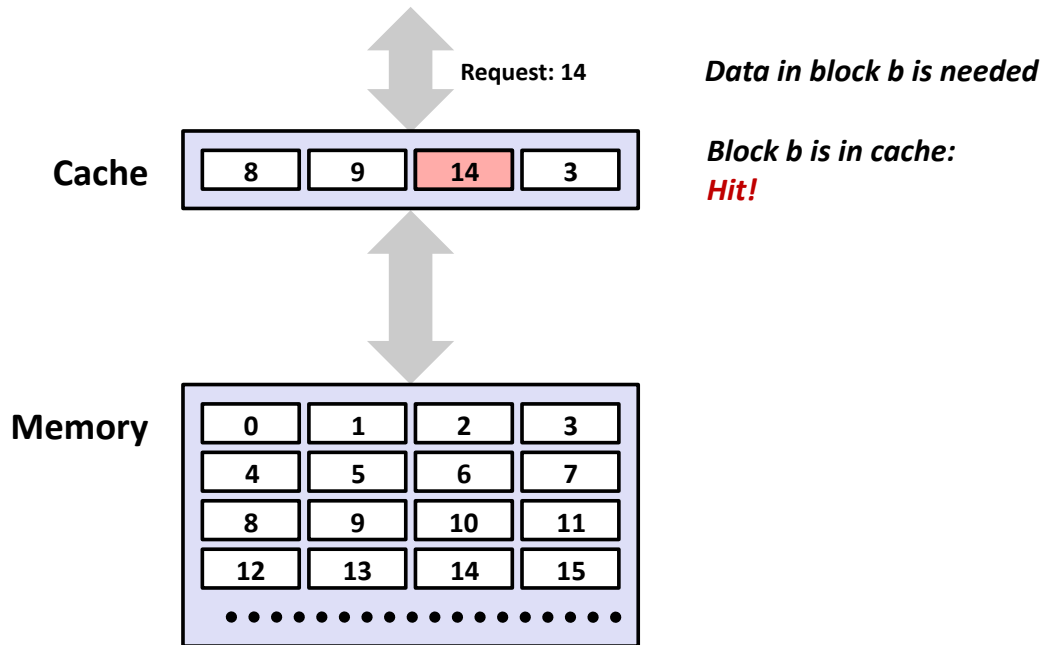 Request: 14
Data in block b is needed
Cache
8 9 14 3
Block b is in cache:
Hit!
Memory
0 1 2 3
4 5 6 7
8 9 10 11
12 13 14 15